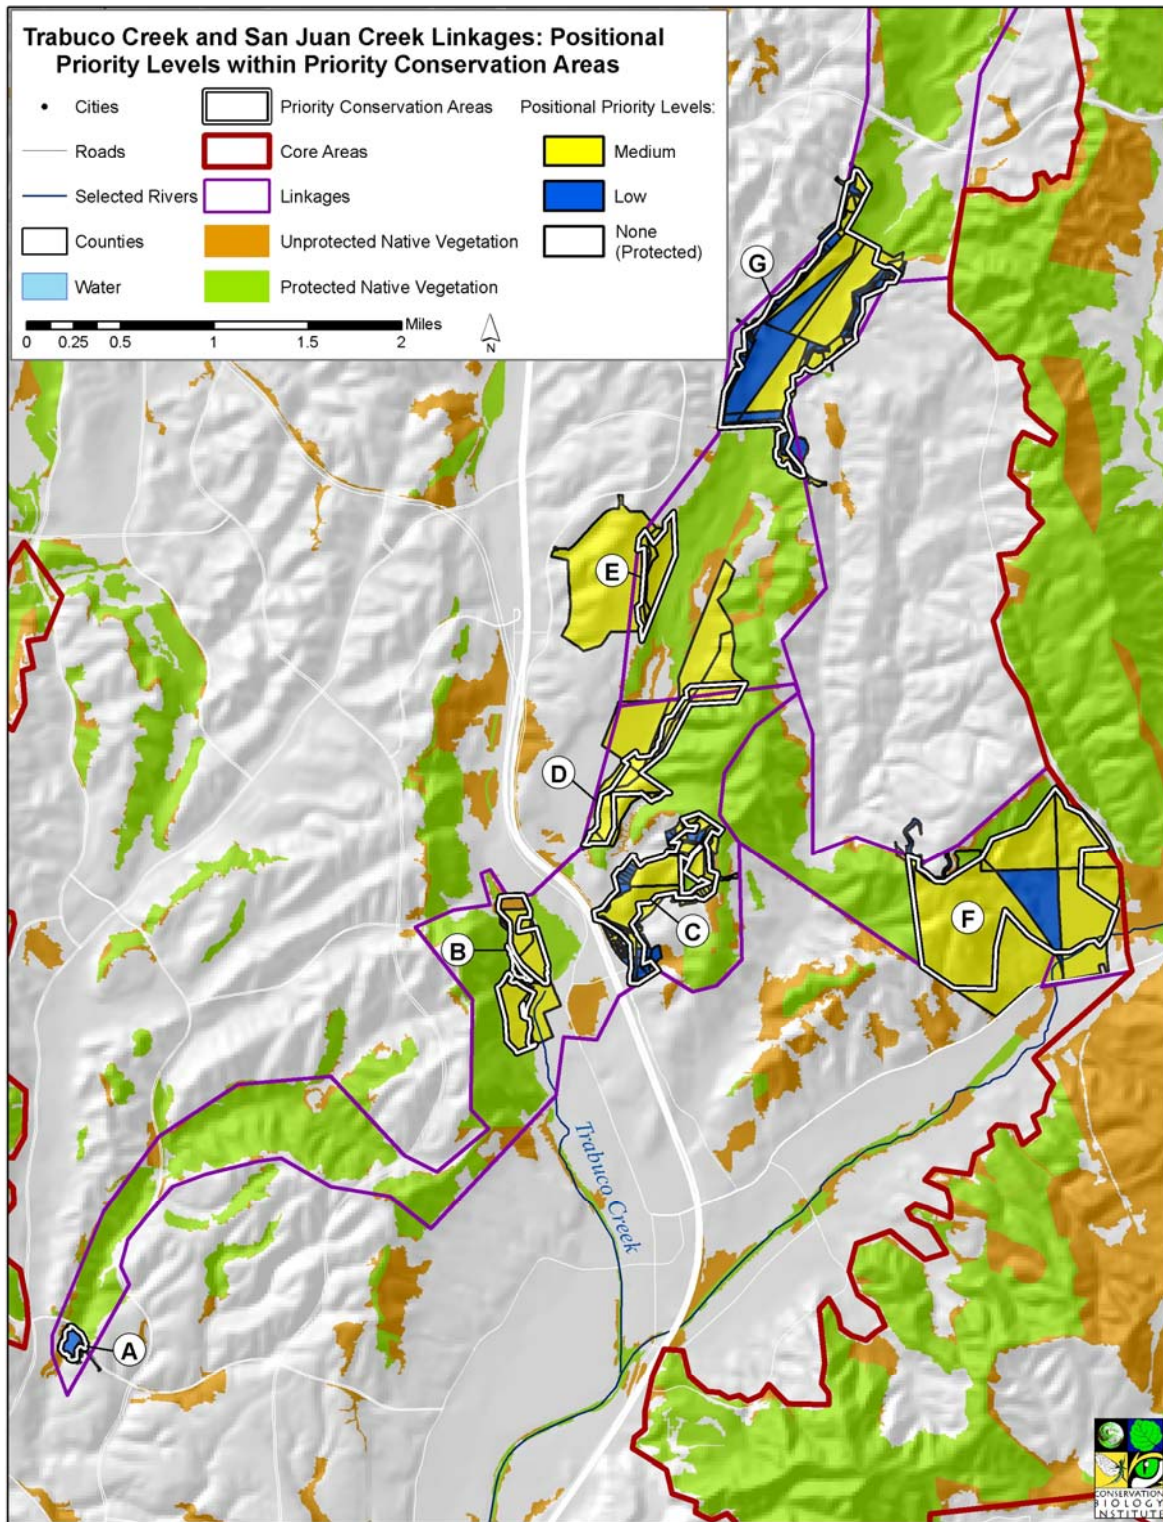 Trabuco Creek and San Juan Creek Linkages: Positional
Priority Levels within Priority Conservation Areas
Cities
Priority Conservation Areas
Positional Priority Levels:
Roads
Core Areas
Medium
Selected Rivers
Linkages
Low
Counties
Unprotected Native Vegetation
None
(Protected)
Water
Protected Native Vegetation
Miles
0 0.25 0.5 1 1.5 2
N
G
E
D
F
C
B
Trabuco Creek
A
CONSERVATION
BIOLOGY
INSTITUTE